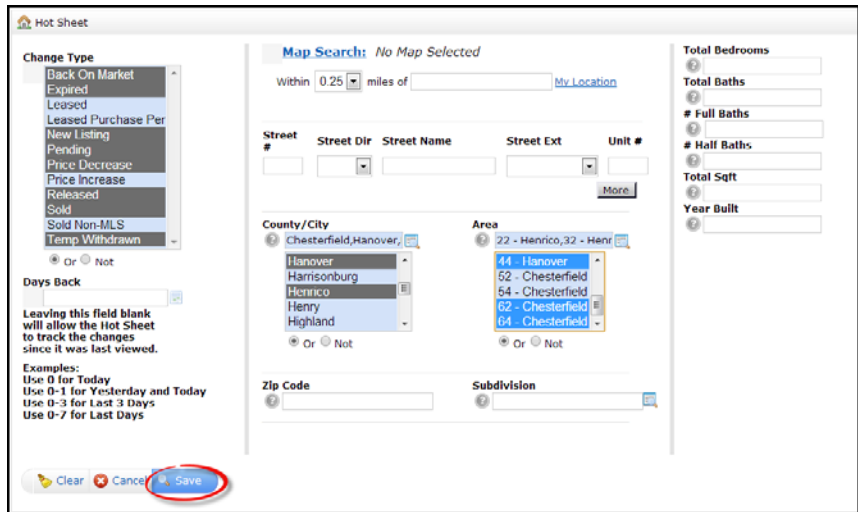 Hot Sheet
Change Type
Back On Market
Expired
Leased
Leased Purchase Per
New Listing
Pending
Price Decrease
Price Increase
Released
Sold
Sold Non-MLS
Temp Withdrawn
Or Not
Days Back
Leaving this field blank
will allow the Hot Sheet
to track the changes
since it was last viewed.
Examples:
Use 0 for Today
Use 0-1 for Yesterday and Today
Use 0-3 for Last 3 Days
Use 0-7 for Last Days
Map Search: No Map Selected
Within 0.25 miles of My Location
Street # Street Dir Street Name Street Ext Unit #
More
County/City
Chesterfield,Hanover,
Hanover
Harrisonburg
Henrico
Henry
Highland
Or Not
Area
22 - Henrico,32 - Henr
44 - Hanover
52 - Chesterfield
54 - Chesterfield
62 - Chesterfield
64 - Chesterfield
Or Not
Zip Code
Subdivision
Total Bedrooms
Total Baths
# Full Baths
# Half Baths
Total Sqft
Year Built
Clear Cancel Save